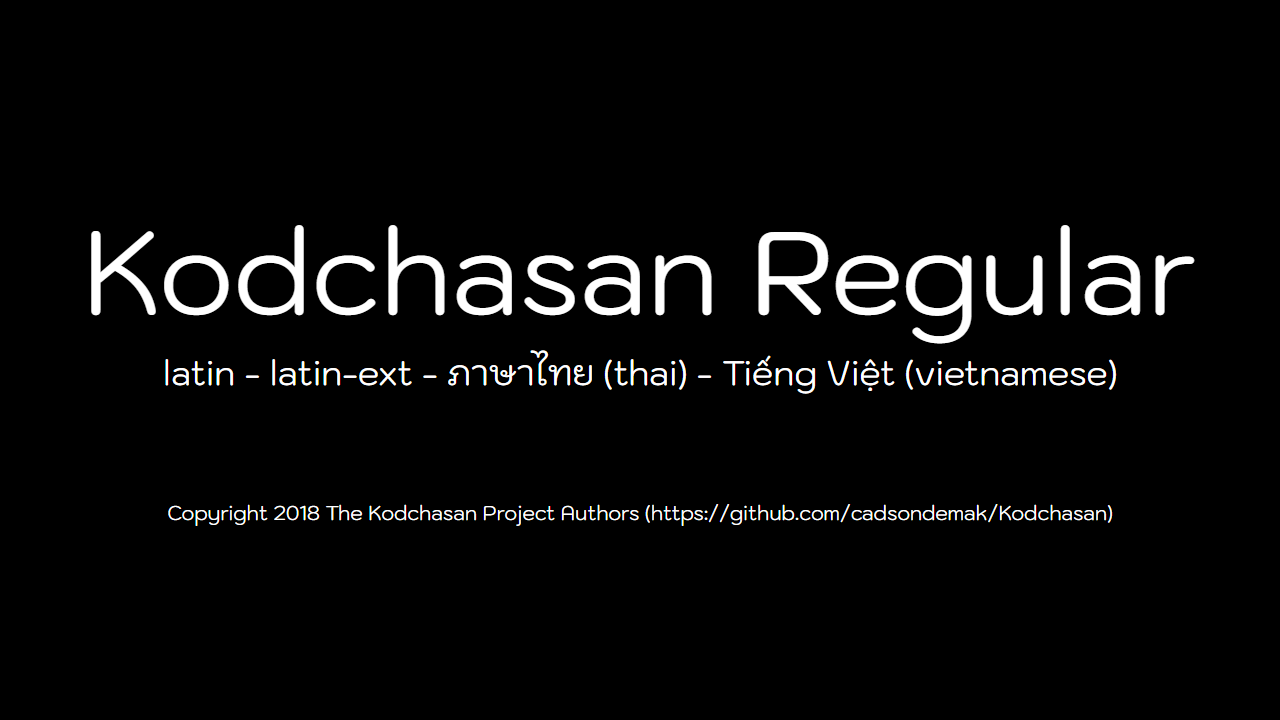 Kodchasan Regular
latin - latin-ext - ภาษาไทย (thai) - Tiếng Việt (vietnamese)
Copyright 2018 The Kodchasan Project Authors (https://github.com/cadsondemak/Kodchasan)